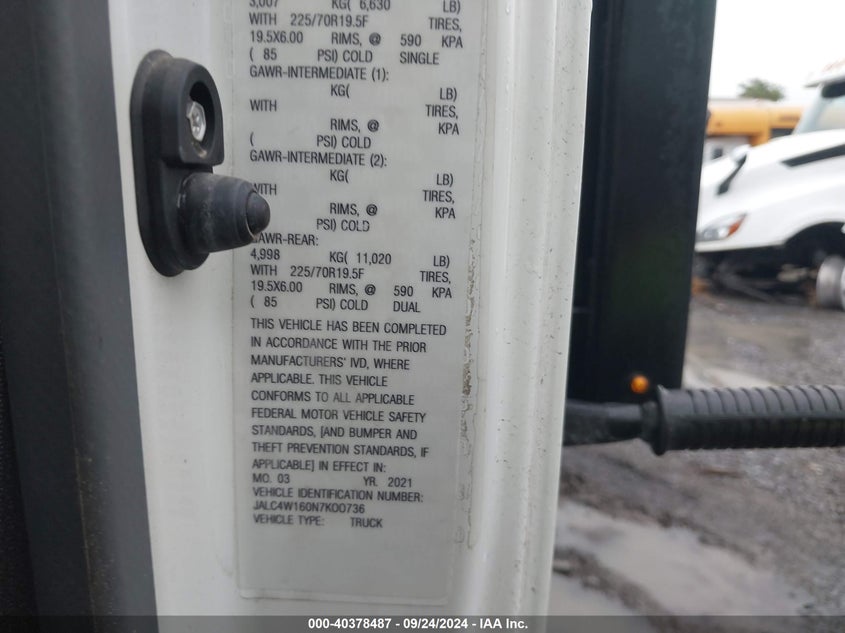 3,007 KG( 6,630 LB)
WITH 225/70R19.5F TIRES,
19.5X6.00 RIMS, @ 590 KPA
( 85 PSI) COLD SINGLE
GAWR-INTERMEDIATE (1):
KG( LB)
WITH TIRES,
RIMS, @ KPA
( PSI) COLD
GAWR-INTERMEDIATE (2):
KG( LB)
WITH TIRES,
RIMS, @ KPA
PSI) COLD
GAWR-REAR:
4,998 KG( 11,020 LB)
WITH 225/70R19.5F TIRES,
19.5X6.00 RIMS, @ 590 KPA
( 85 PSI) COLD DUAL
THIS VEHICLE HAS BEEN COMPLETED
IN ACCORDANCE WITH THE PRIOR
MANUFACTURERS' IVD, WHERE
APPLICABLE. THIS VEHICLE
CONFORMS TO ALL APPLICABLE
FEDERAL MOTOR VEHICLE SAFETY
STANDARDS, [AND BUMPER AND
THEFT PREVENTION STANDARDS, IF
APPLICABLE] IN EFFECT IN:
MO. 03 YR. 2021
VEHICLE IDENTIFICATION NUMBER:
JALC4W160N7K00736
VEHICLE TYPE: TRUCK
000-40378487 - 09/24/2024 - IAA Inc.